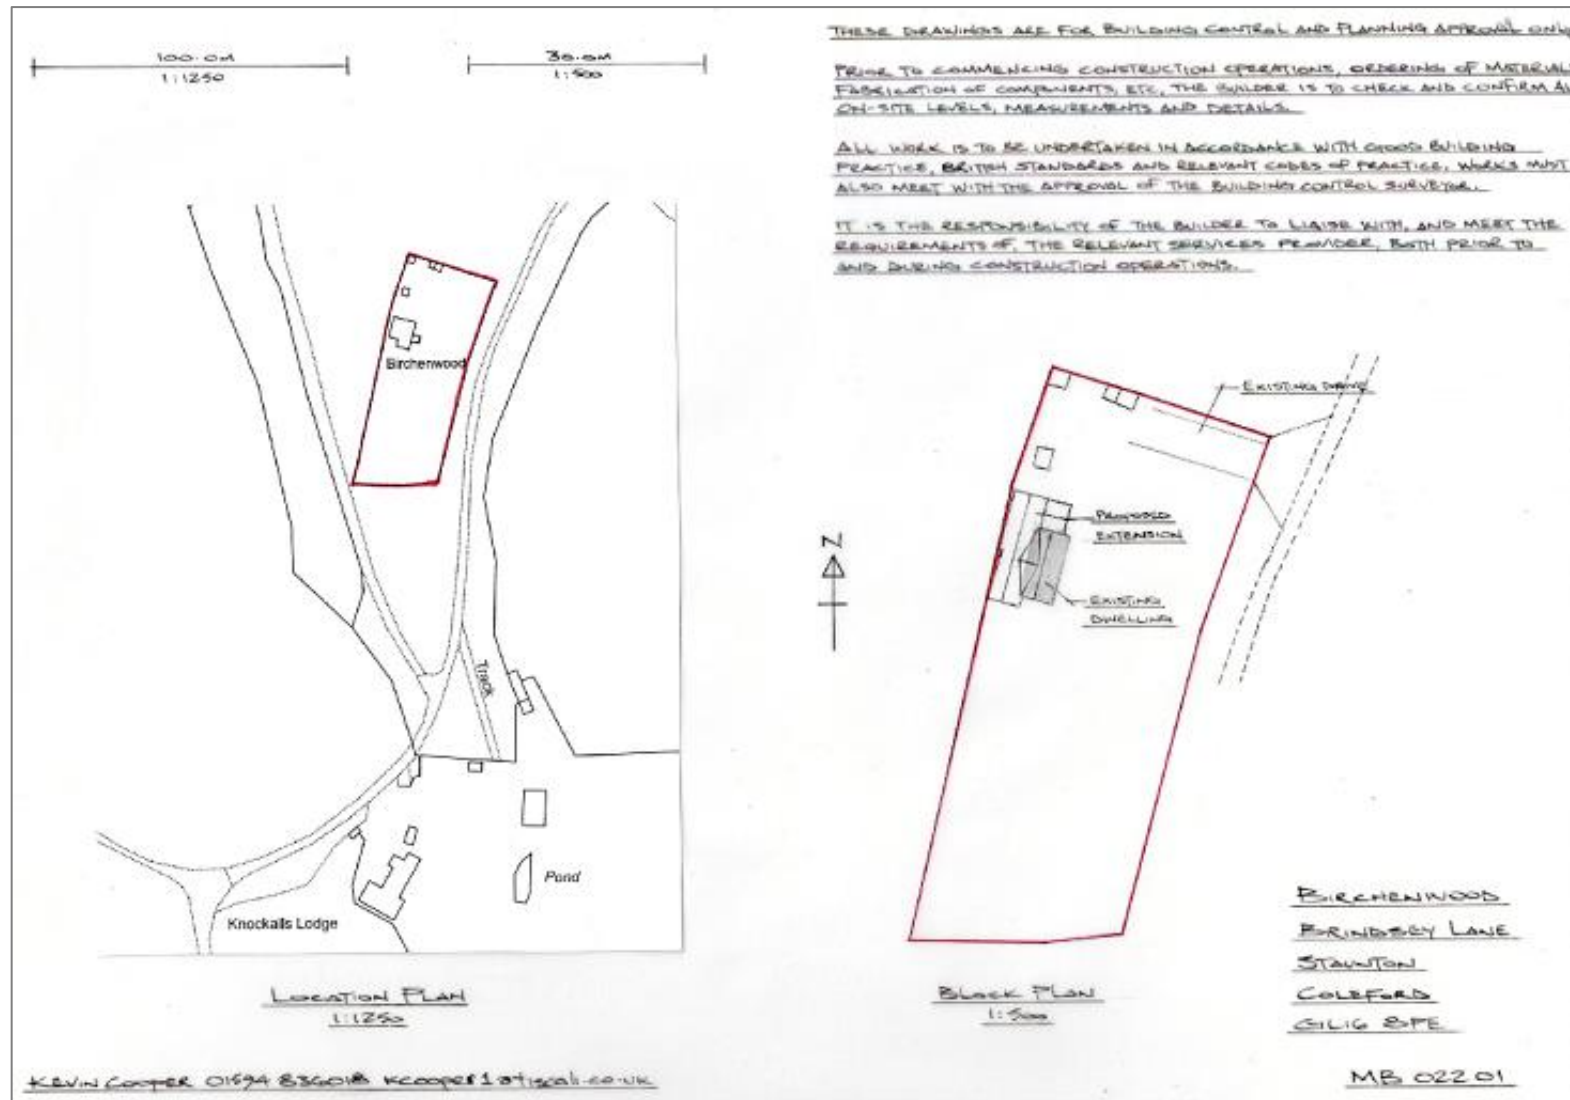 100.0M
1:1250
30.0M
1:500
THESE DRAWINGS ARE FOR BUILDING CONTROL AND PLANNING APPROVAL ONLY
PRIOR TO COMMENCING CONSTRUCTION OPERATIONS, ORDERING OF MATERIALS
FABRICATION OF COMPONENTS, ETC, THE BUILDER IS TO CHECK AND CONFIRM AL
ON-SITE LEVELS, MEASUREMENTS AND DETAILS.
ALL WORK IS TO BE UNDERTAKEN IN ACCORDANCE WITH GOOD BUILDING
PRACTICE, BRITISH STANDARDS AND RELEVANT CODES OF PRACTICE. WORKS MUST
ALSO MEET WITH THE APPROVAL OF THE BUILDING CONTROL SURVEYOR.
IT IS THE RESPONSIBILITY OF THE BUILDER TO LIAISE WITH, AND MEET THE
REQUIREMENTS OF, THE RELEVANT SERVICES PROVIDER, BOTH PRIOR TO
AND DURING CONSTRUCTION OPERATIONS.
Birchenwood
Track
Pond
Knockalls Lodge
LOCATION PLAN
1:1250
N
EXISTING DRIVE
PROPOSED
EXTENSION
EXISTING
DWELLING
BLOCK PLAN
1:500
BIRCHENWOOD
BRINDSEY LANE
STAUNTON
COLEFORD
GL16 8PE
KEVIN COOPER 01594 836018 kcooper1@tiscali.co.uk
MB 022 01